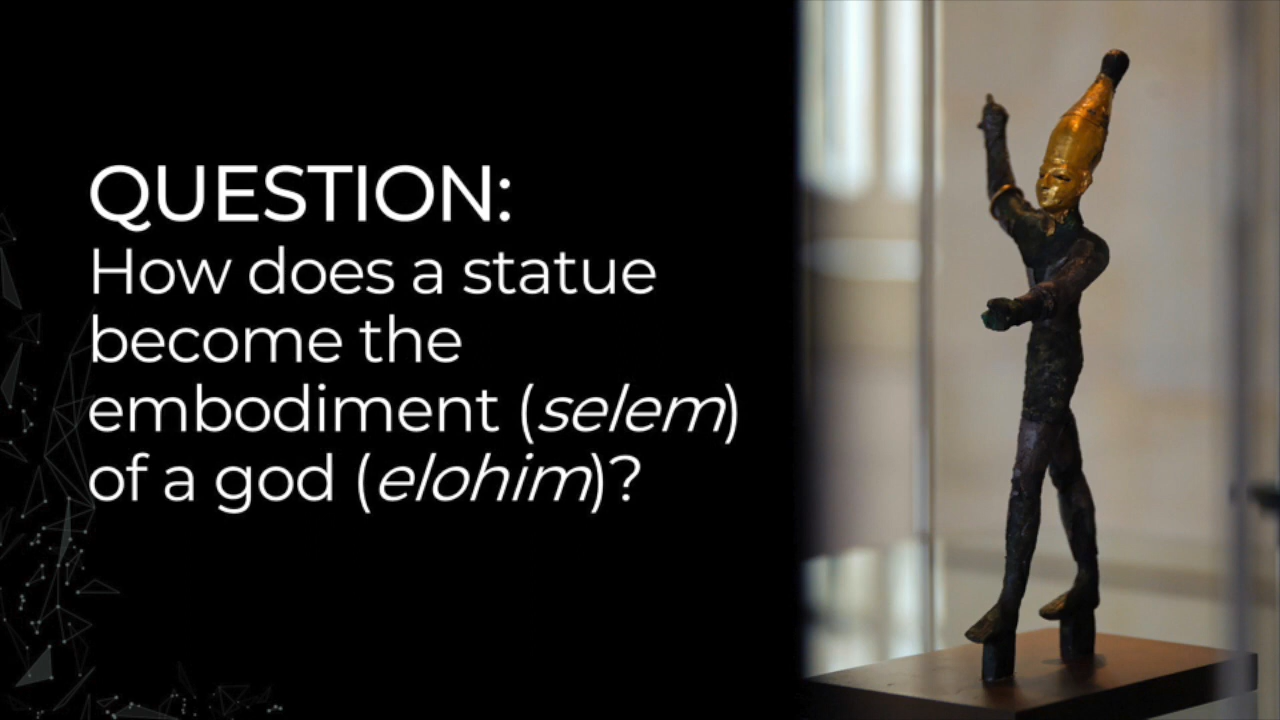 QUESTION:
How does a statue
become the
embodiment (selem)
of a god (elohim)?